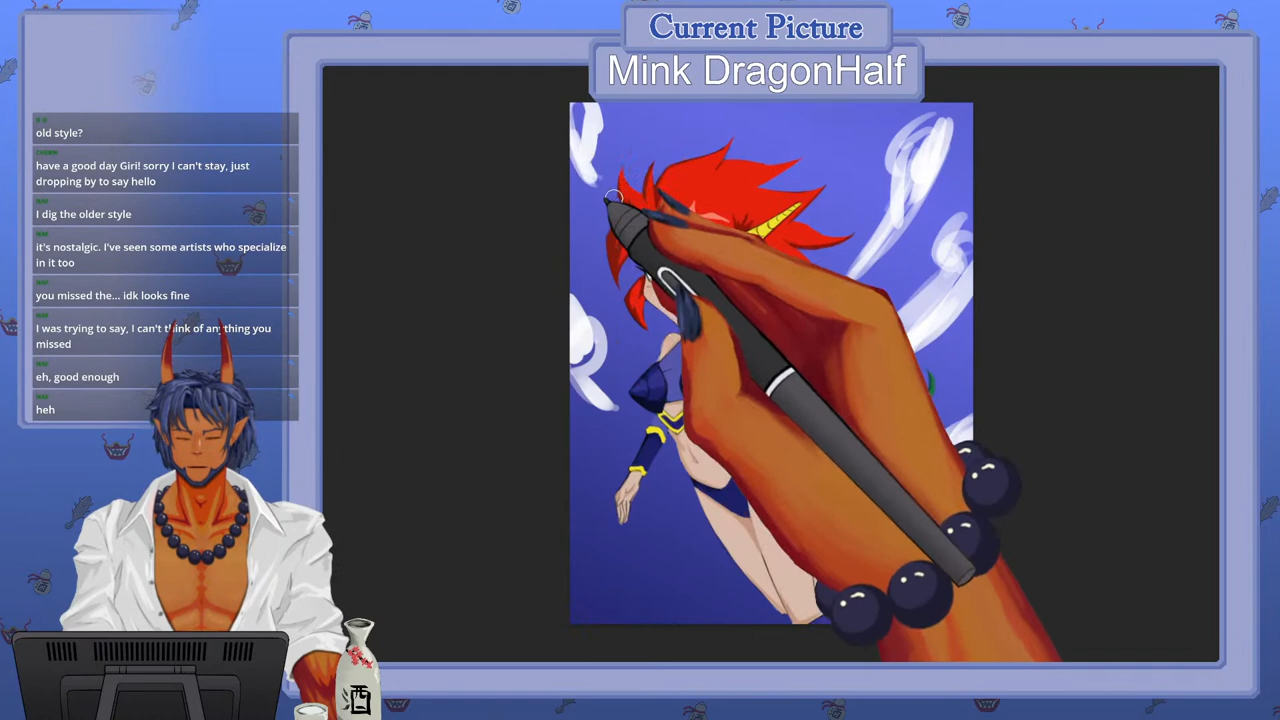 Current Picture
Mink DragonHalf
old style?
have a good day Giri! sorry I can't stay, just
dropping by to say hello
I dig the older style
it's nostalgic. I've seen some artists who specialize
in it too
you missed the... idk looks fine
I was trying to say, I can't think of anything you
missed
eh, good enough
heh
酒